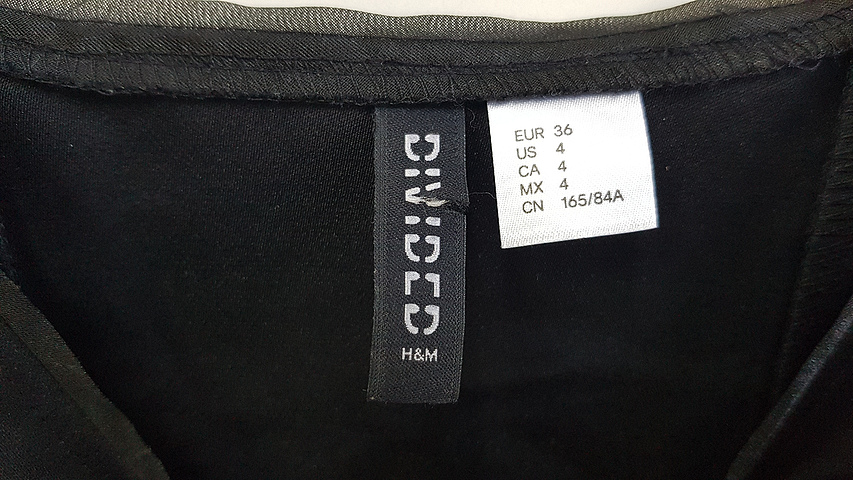 DIVIDED
H&M
EUR 36
US 4
CA 4
MX 4
CN 165/84A